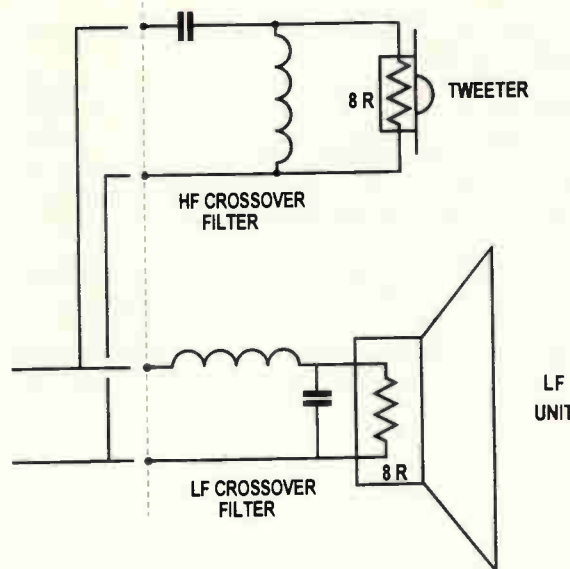 8 R
TWEETER
HF CROSSOVER
FILTER
LF
UNIT
8 R
LF CROSSOVER
FILTER